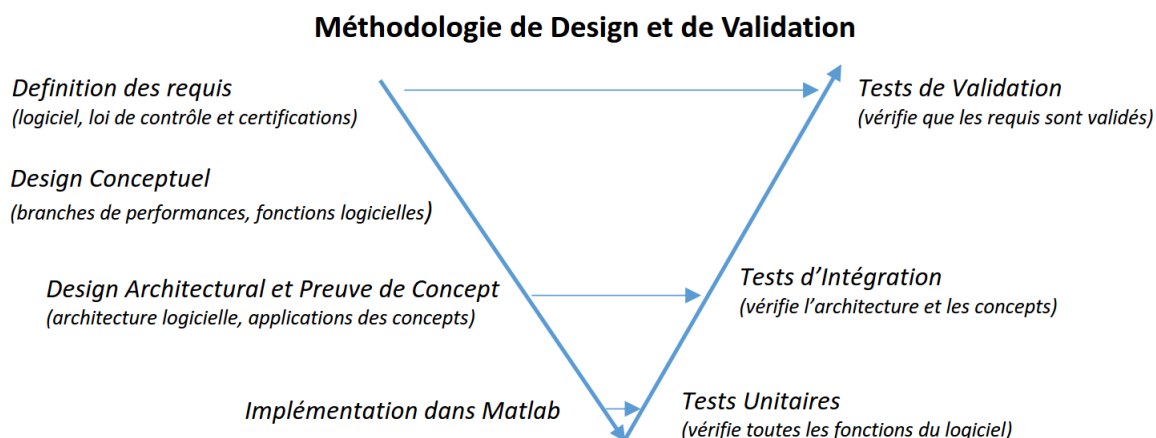 Méthodologie de Design et de Validation
Definition des requis
(logiciel, loi de contrôle et certifications)
Tests de Validation
(vérifie que les requis sont validés)
Design Conceptuel
(branches de performances, fonctions logicielles)
Design Architectural et Preuve de Concept
(architecture logicielle, applications des concepts)
Tests d’Intégration
(vérifie l’architecture et les concepts)
Implémentation dans Matlab
Tests Unitaires
(vérifie toutes les fonctions du logiciel)